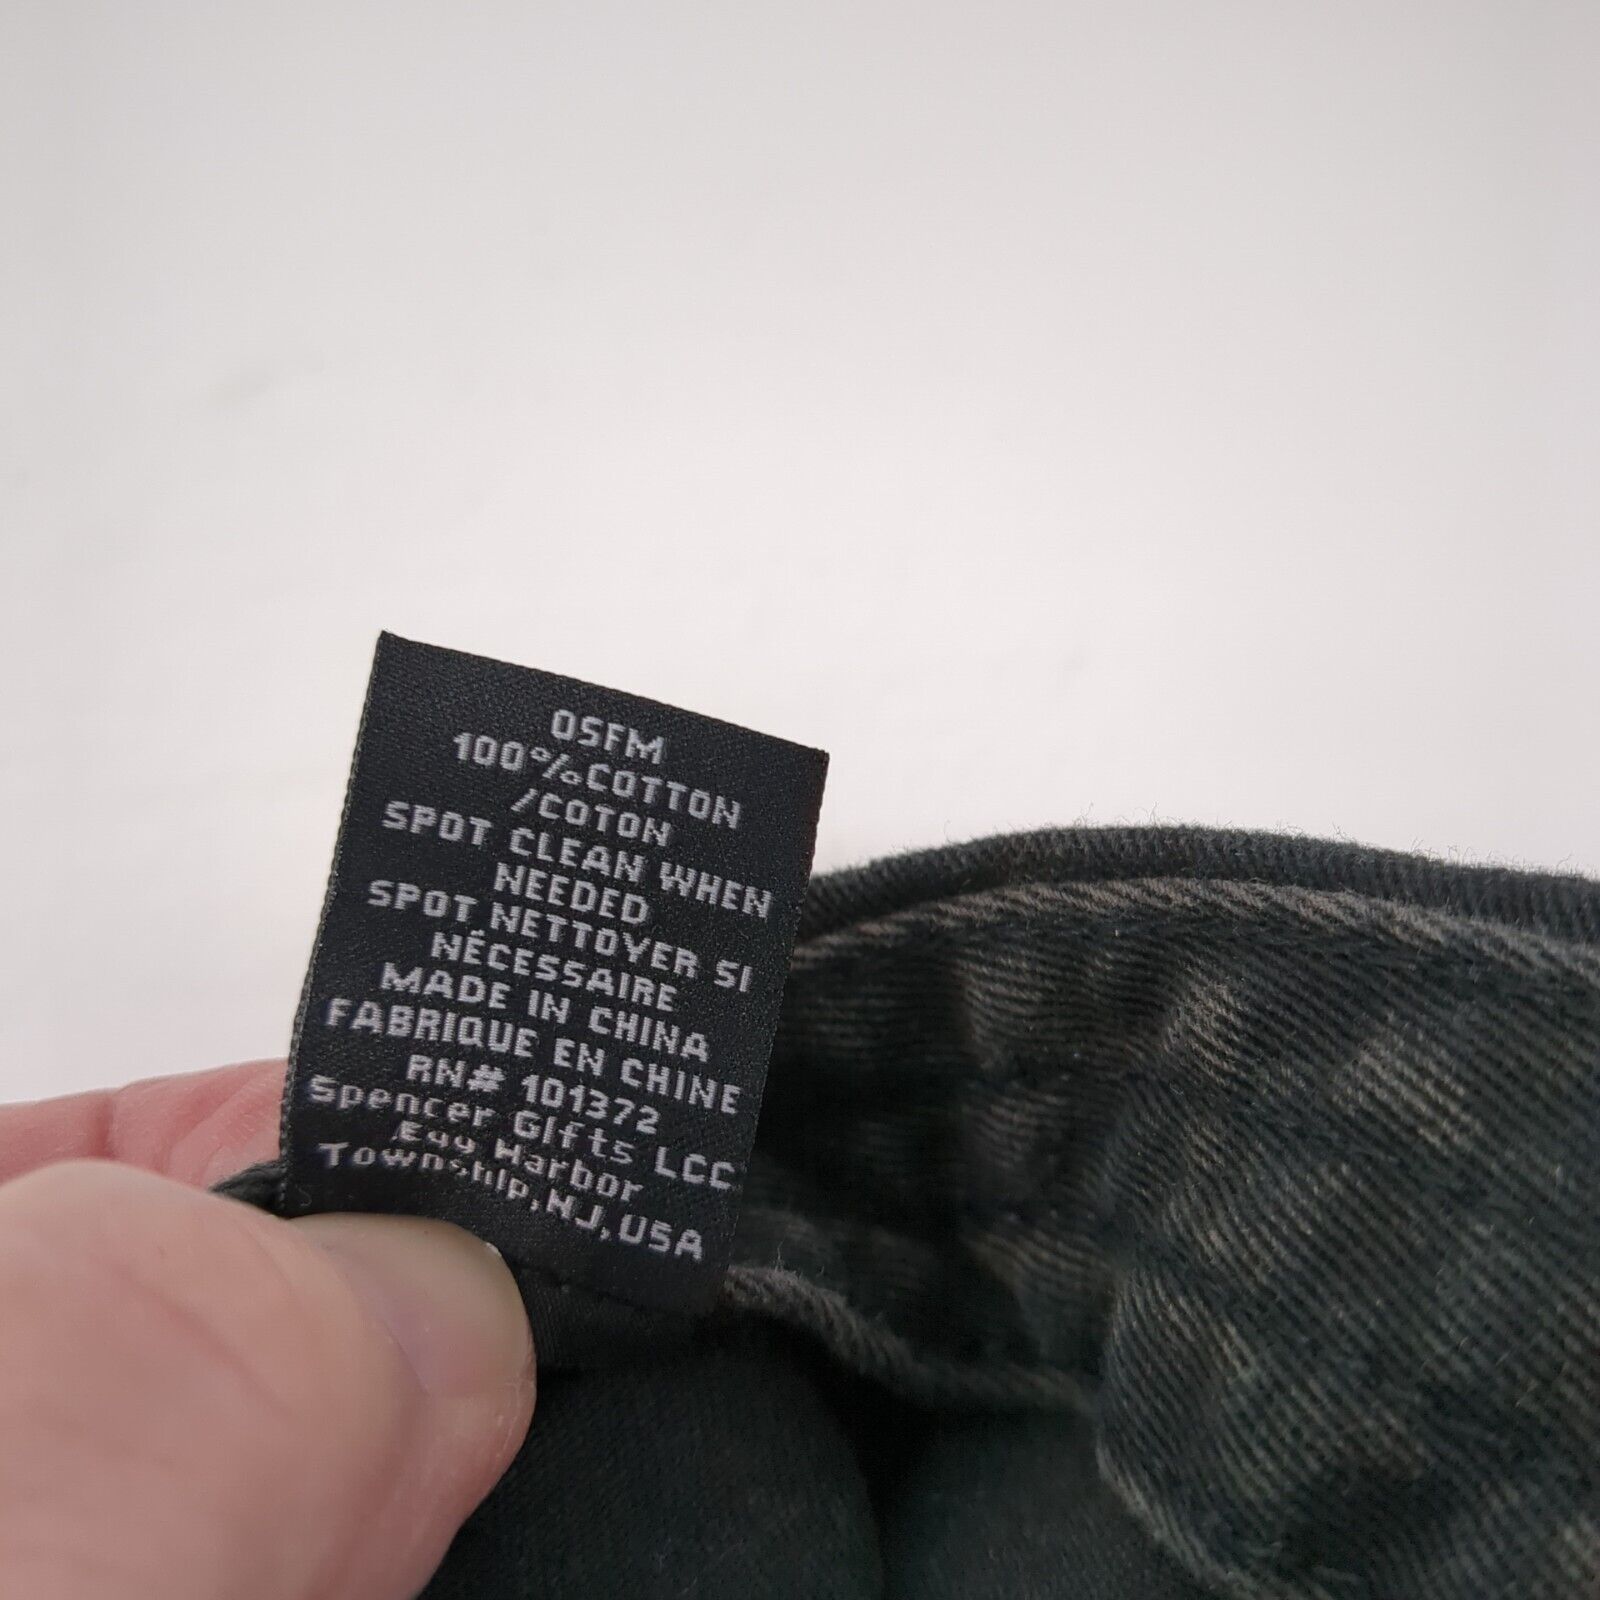 OSFM
100%COTTON
/COTON
SPOT CLEAN WHEN
NEEDED
SPOT NETTOYER SI
NÉCESSAIRE
MADE IN CHINA
FABRIQUE EN CHINE
RN# 101372
Spencer Gifts LCC
Egg Harbor
Township,NJ,USA